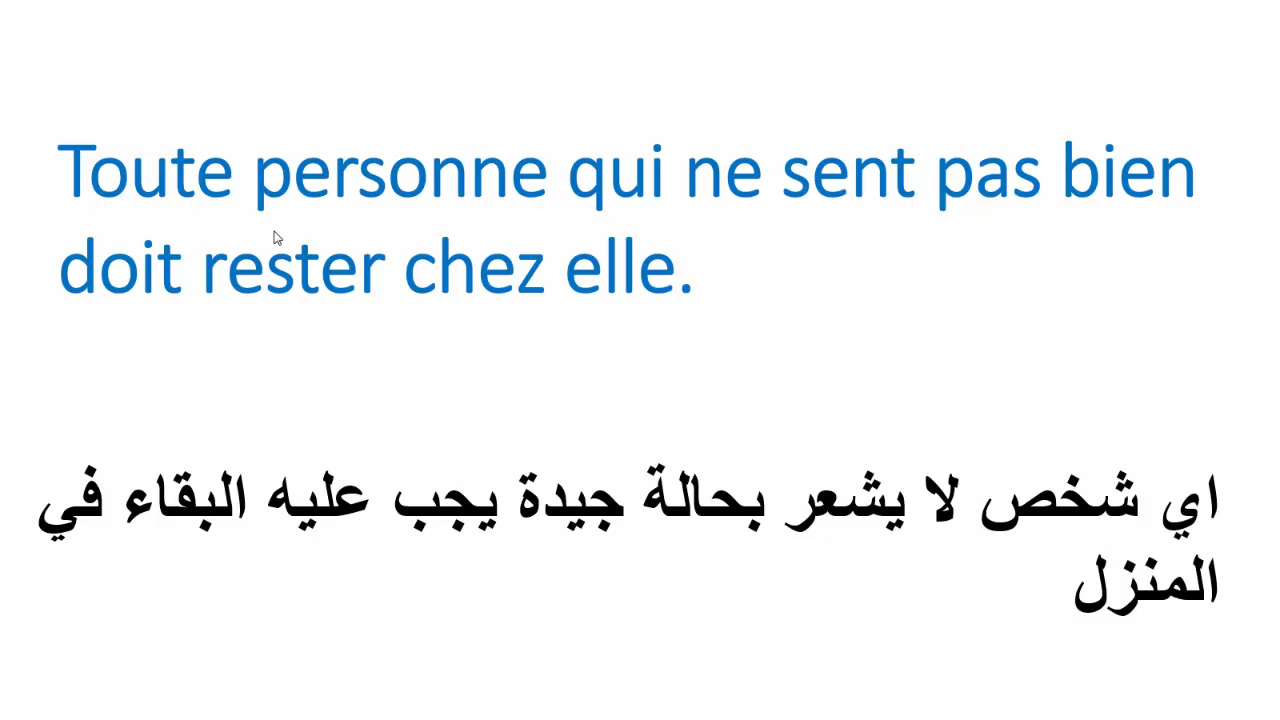 Toute personne qui ne sent pas bien
doit rester chez elle.
اي شخص لا يشعر بحالة جيدة يجب عليه البقاء في
المنزل